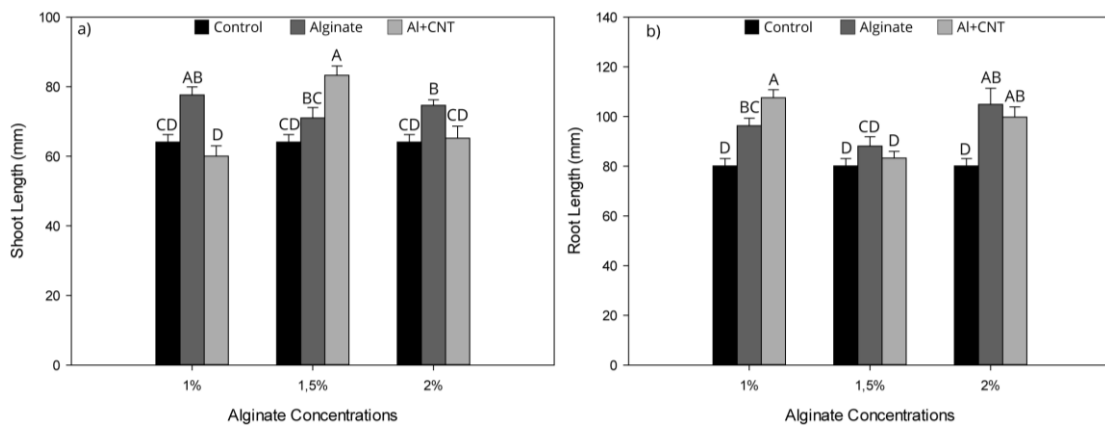 a)
Control Alginate Al+CNT
Shoot Length (mm)
100
80
60
40
20
0
CD AB D
CD BC A
CD B CD
1% 1,5% 2%
Alginate Concentrations
b)
Control Alginate Al+CNT
Root Length (mm)
140
120
100
80
60
40
20
0
D BC A
D CD D
D AB AB
1% 1,5% 2%
Alginate Concentrations